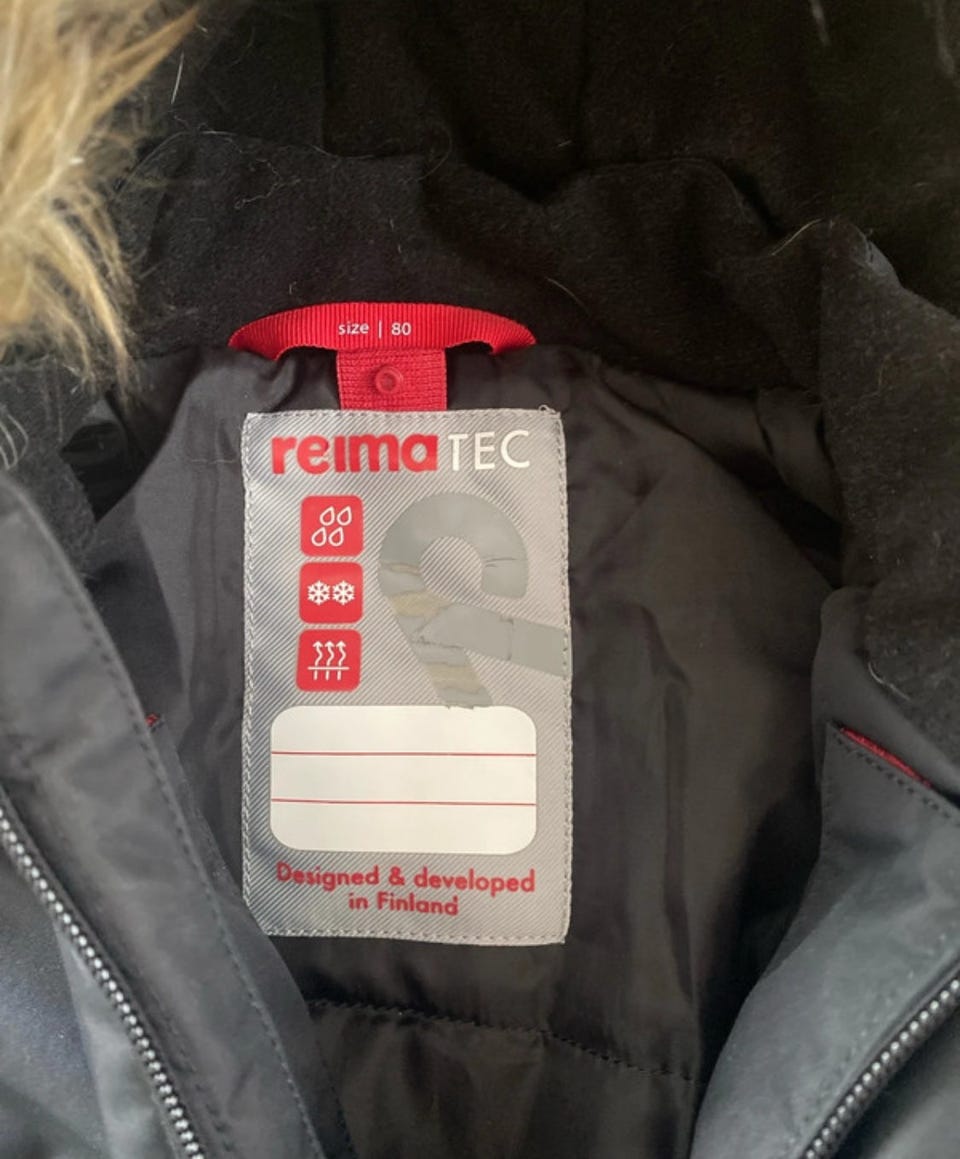 size | 80
reima TEC
Designed & developed
in Finland